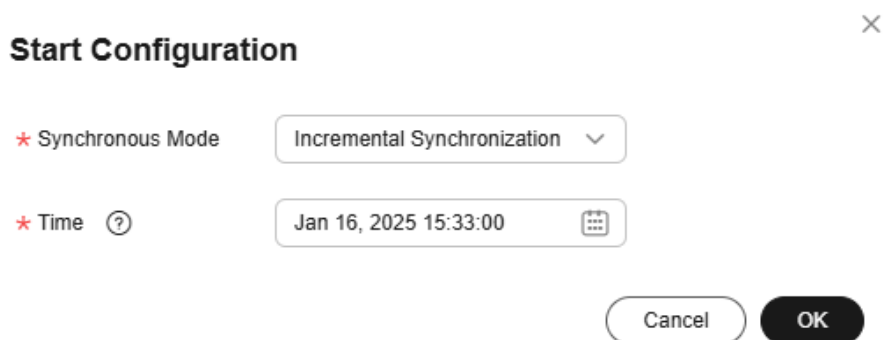 Start Configuration
* Synchronous Mode Incremental Synchronization
* Time ? Jan 16, 2025 15:33:00
Cancel OK